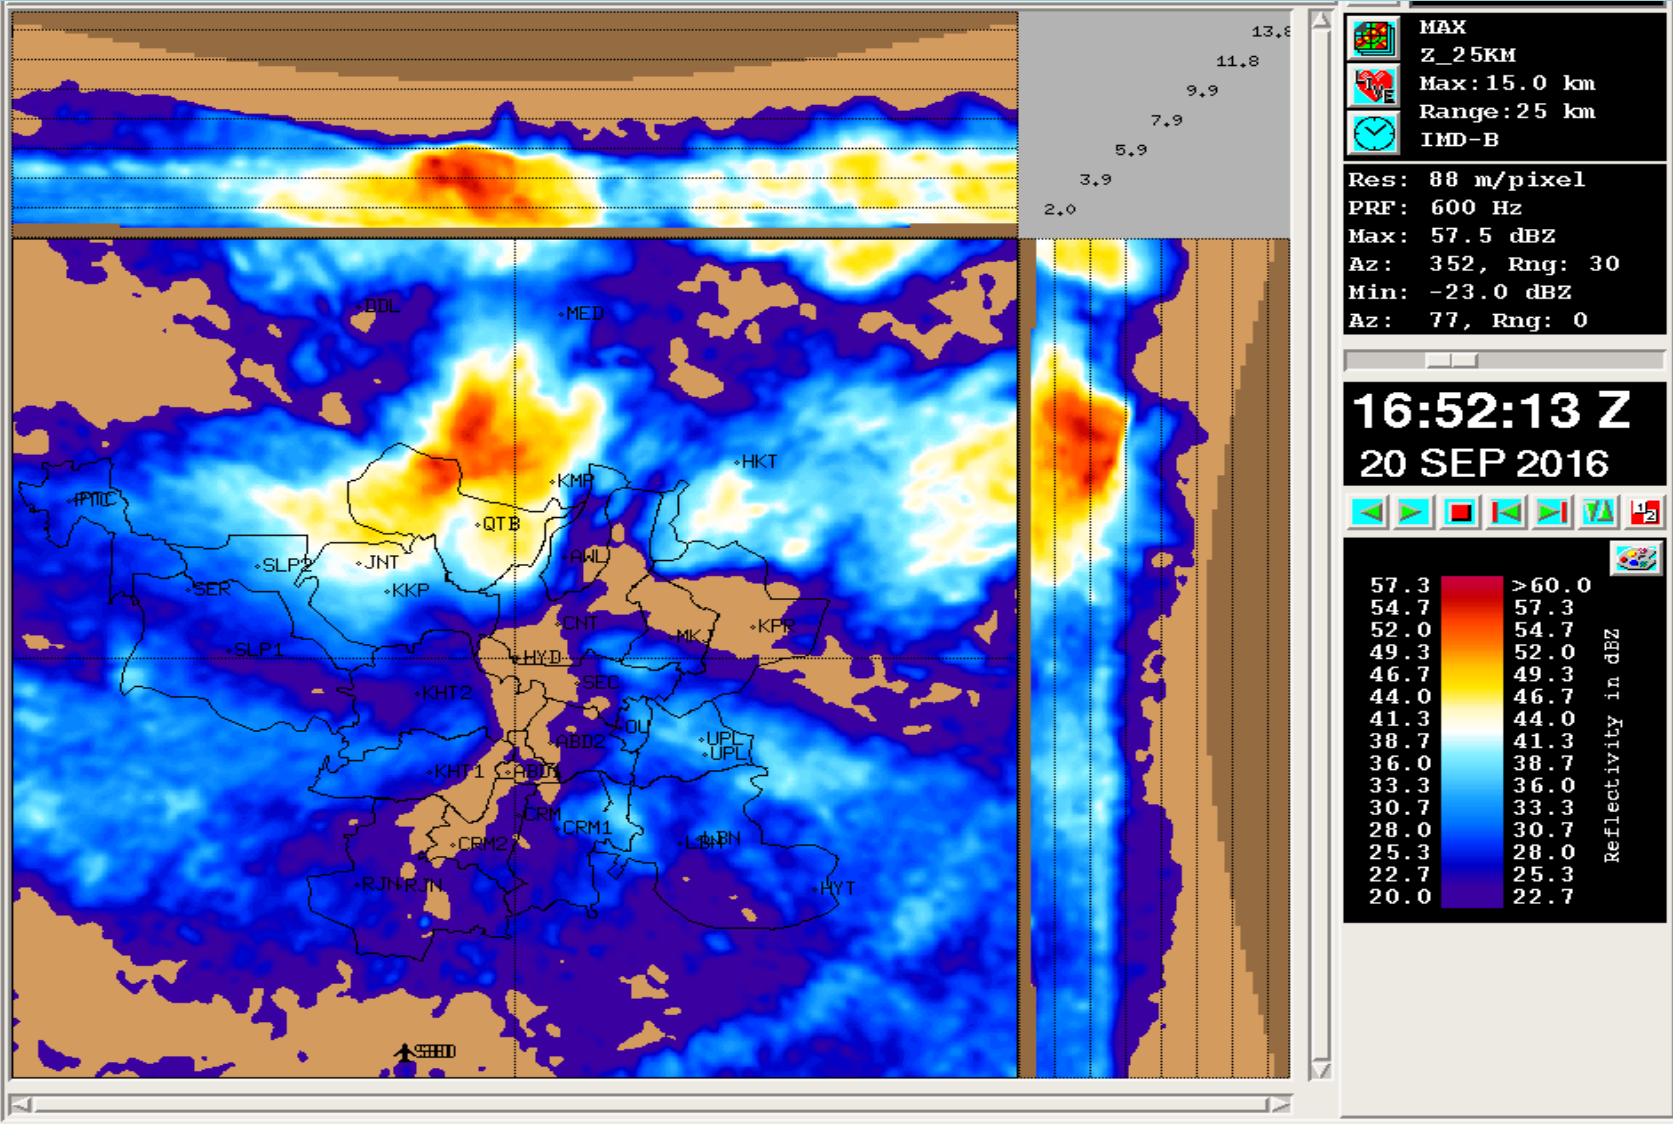 13.8
11.8
9.9
7.9
5.9
3.9
2.0
MAX
Z_25KM
Max:15.0 km
Range:25 km
IMD-B
Res: 88 m/pixel
PRF: 600 Hz
Max: 57.5 dBZ
Az: 352, Rng: 30
Min: -23.0 dBZ
Az: 77, Rng: 0
16:52:13 Z
20 SEP 2016
57.3 >60.0
54.7 57.3
52.0 54.7
49.3 52.0
46.7 49.3
44.0 46.7
41.3 44.0
38.7 41.3
36.0 38.7
33.3 36.0
30.7 33.3
28.0 30.7
25.3 28.0
22.7 25.3
20.0 22.7
Reflectivity in dBZ
MED
HKT
KMP
QTB
AWL
SLP2
JNT
SER
KKP
CNT
KPR
MKJ
SLP1
HYD
SEC
KHT2
OU
UPL
ABD2
UPL
KHT1
CRM
CRM1
LBN
CRM2
RJN
RJN
HYT